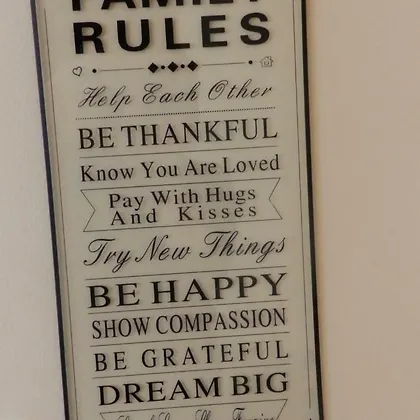 FAMILY
RULES
Help Each Other
BE THANKFUL
Know You Are Loved
Pay With Hugs
And Kisses
Try New Things
BE HAPPY
SHOW COMPASSION
BE GRATEFUL
DREAM BIG